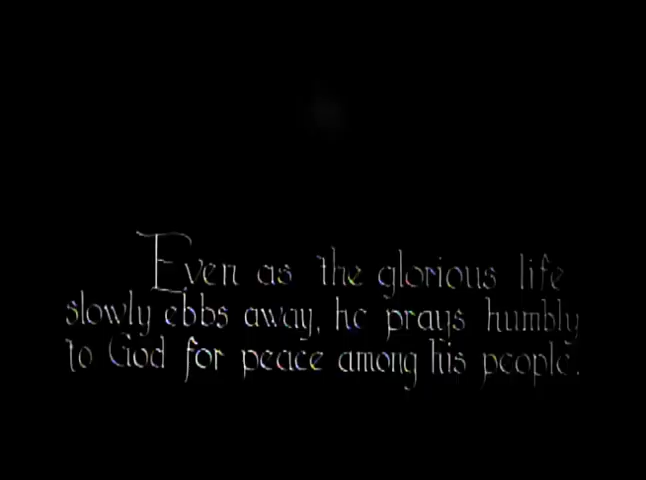 Even as the glorious life
slowly ebbs away, he prays humbly
to God for peace among his people.